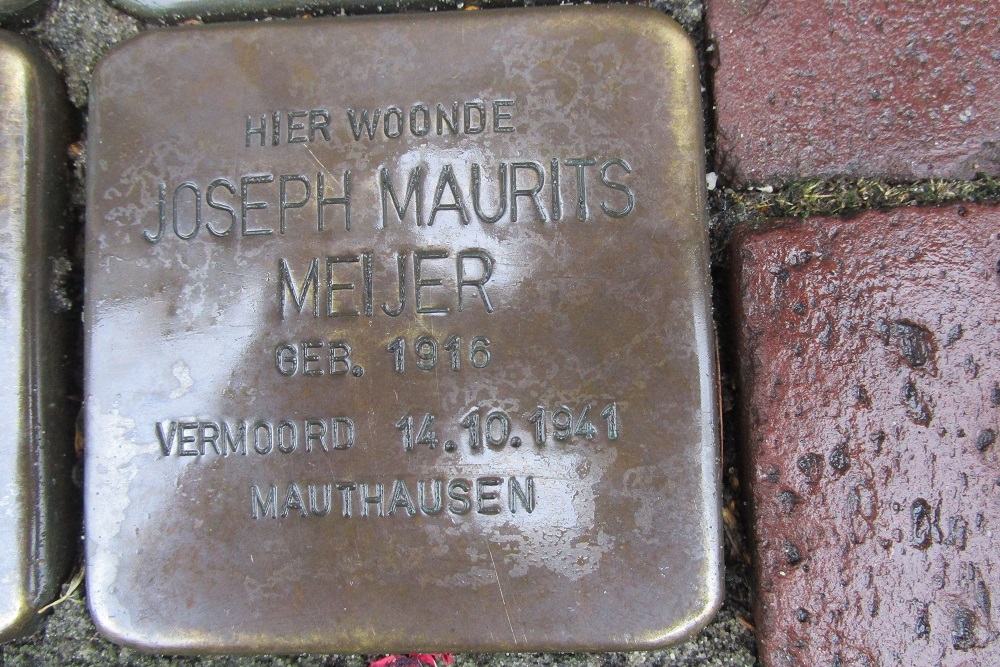 HIER WOONDE
JOSEPH MAURITS
MEIJER
GEB. 1916
VERMOORD 14.10.1941
MAUTHAUSEN